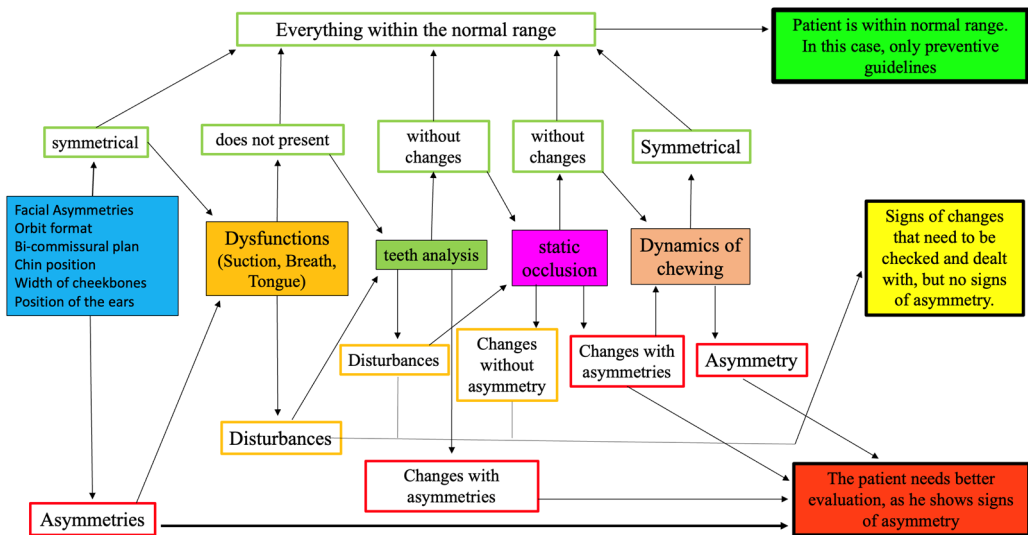 Everything within the normal range
Patient is within normal range.
In this case, only preventive
guidelines
symmetrical
does not present
without
changes
without
changes
Symmetrical
Facial Asymmetries
Orbit format
Bi-commissural plan
Chin position
Width of cheekbones
Position of the ears
Dysfunctions
(Suction, Breath,
Tongue)
teeth analysis
static
occlusion
Dynamics of
chewing
Signs of changes
that need to be
checked and dealt
with, but no signs
of asymmetry.
Disturbances
Changes
without
asymmetry
Changes with
asymmetries
Asymmetry
Disturbances
Changes with
asymmetries
Asymmetries
The patient needs better
evaluation, as he shows signs
of asymmetry